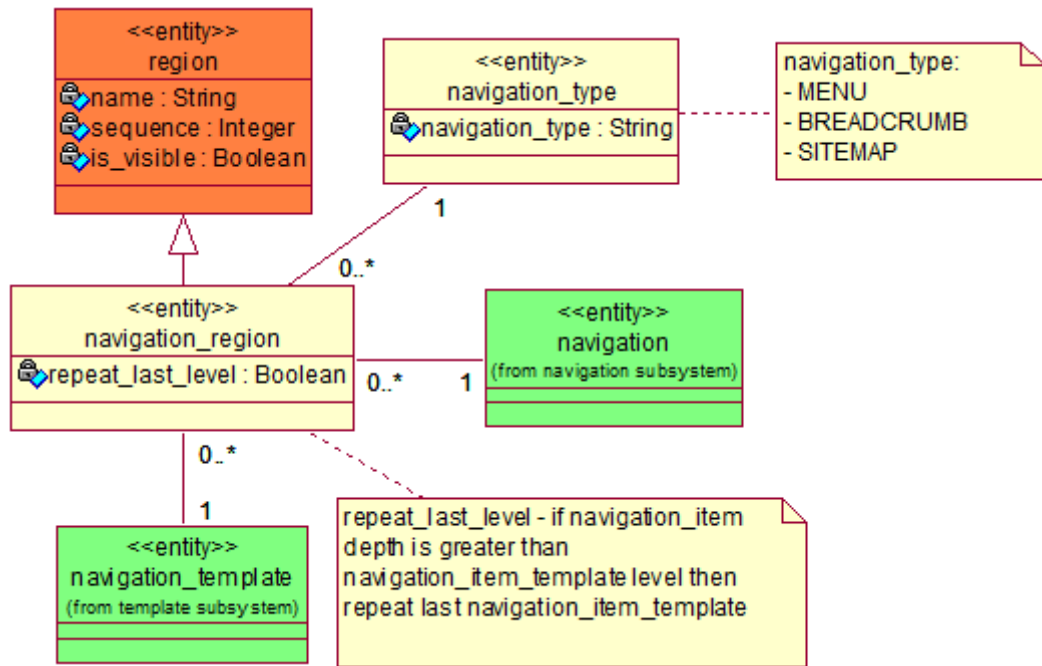 <<entity>>
region
name : String
sequence : Integer
is_visible : Boolean
<<entity>>
navigation_type
navigation_type : String
navigation_type:
- MENU
- BREADCRUMB
- SITEMAP
1
0..*
<<entity>>
navigation_region
repeat_last_level : Boolean
0..*
1
<<entity>>
navigation
(from navigation subsystem)
0..*
1
<<entity>>
navigation_template
(from template subsystem)
repeat_last_level - if navigation_item
depth is greater than
navigation_item_template level then
repeat last navigation_item_template